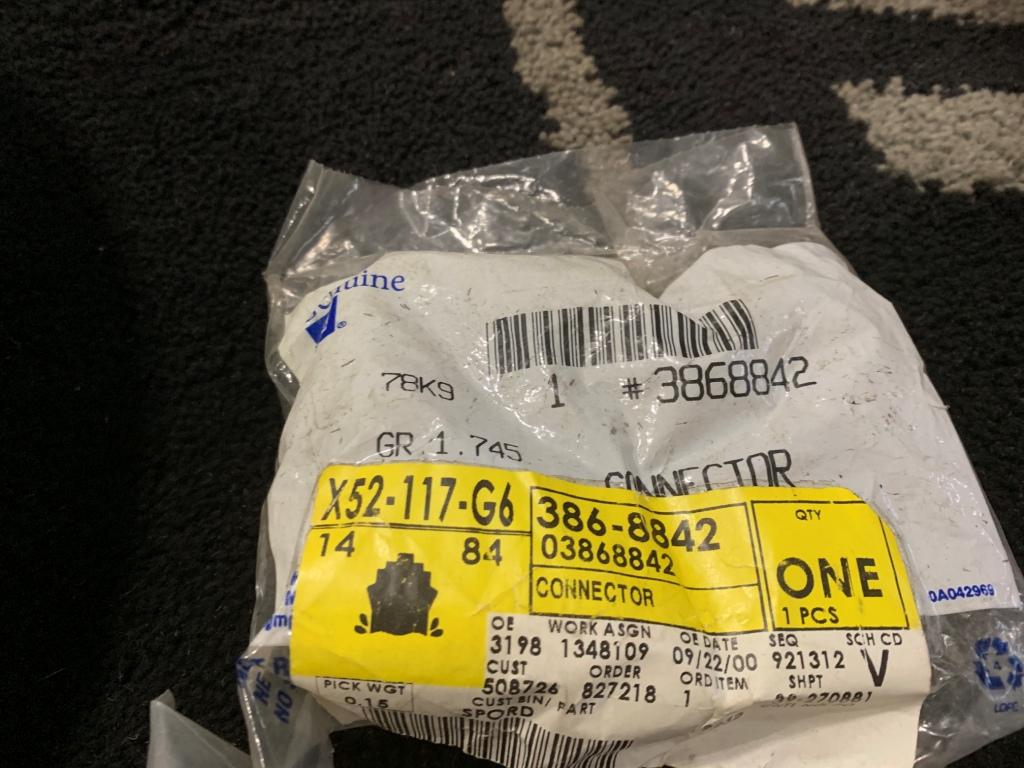 78K9
1 # 3868842
GR 1.745
CONNECTOR
X52-117-G6
14 84
386-8842
03868842
CONNECTOR
QTY
ONE
1 PCS
0A042969
OE WORK ASGN OE DATE SEQ SCH CD
3198 1348109 09/22/00 921312 V
CUST ORDER ORD ITEM SHPT
508726 827218 1
PICK WGT
0.15
CUST BIN/ PART
SPORD